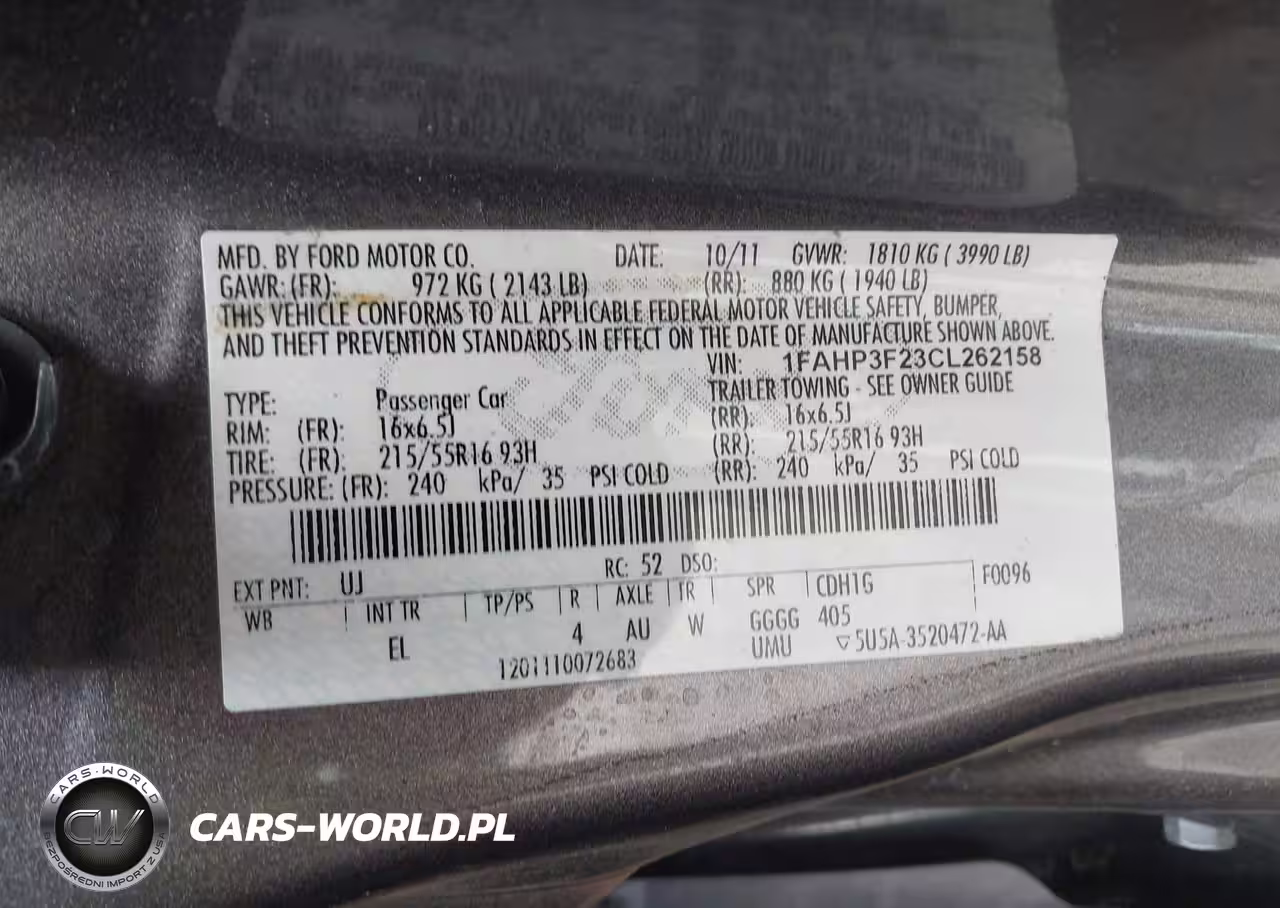 MFD. BY FORD MOTOR CO. DATE: 10/11 GVWR: 1810 KG ( 3990 LB)
GAWR: (FR): 972 KG ( 2143 LB) (RR): 880 KG ( 1940 LB)
THIS VEHICLE CONFORMS TO ALL APPLICABLE FEDERAL MOTOR VEHICLE SAFETY, BUMPER,
AND THEFT PREVENTION STANDARDS IN EFFECT ON THE DATE OF MANUFACTURE SHOWN ABOVE.
VIN: 1FAHP3F23CL262158
TYPE: Passenger Car TRAILER TOWING - SEE OWNER GUIDE
RIM: (FR): 16x6.5J (RR): 16x6.5J
TIRE: (FR): 215/55R16 93H (RR): 215/55R16 93H
PRESSURE: (FR): 240 kPa/ 35 PSI COLD (RR): 240 kPa/ 35 PSI COLD
EXT PNT: UJ RC: 52 DSO:
WB INT TR TP/PS R AXLE TR SPR CDH1G F0096
EL 4 AU W GGGG 405
1201110072683 UMU ▽5U5A-3520472-AA
CARS-WORLD
CW
BEZPOŚREDNI IMPORT Z USA
CARS-WORLD.PL